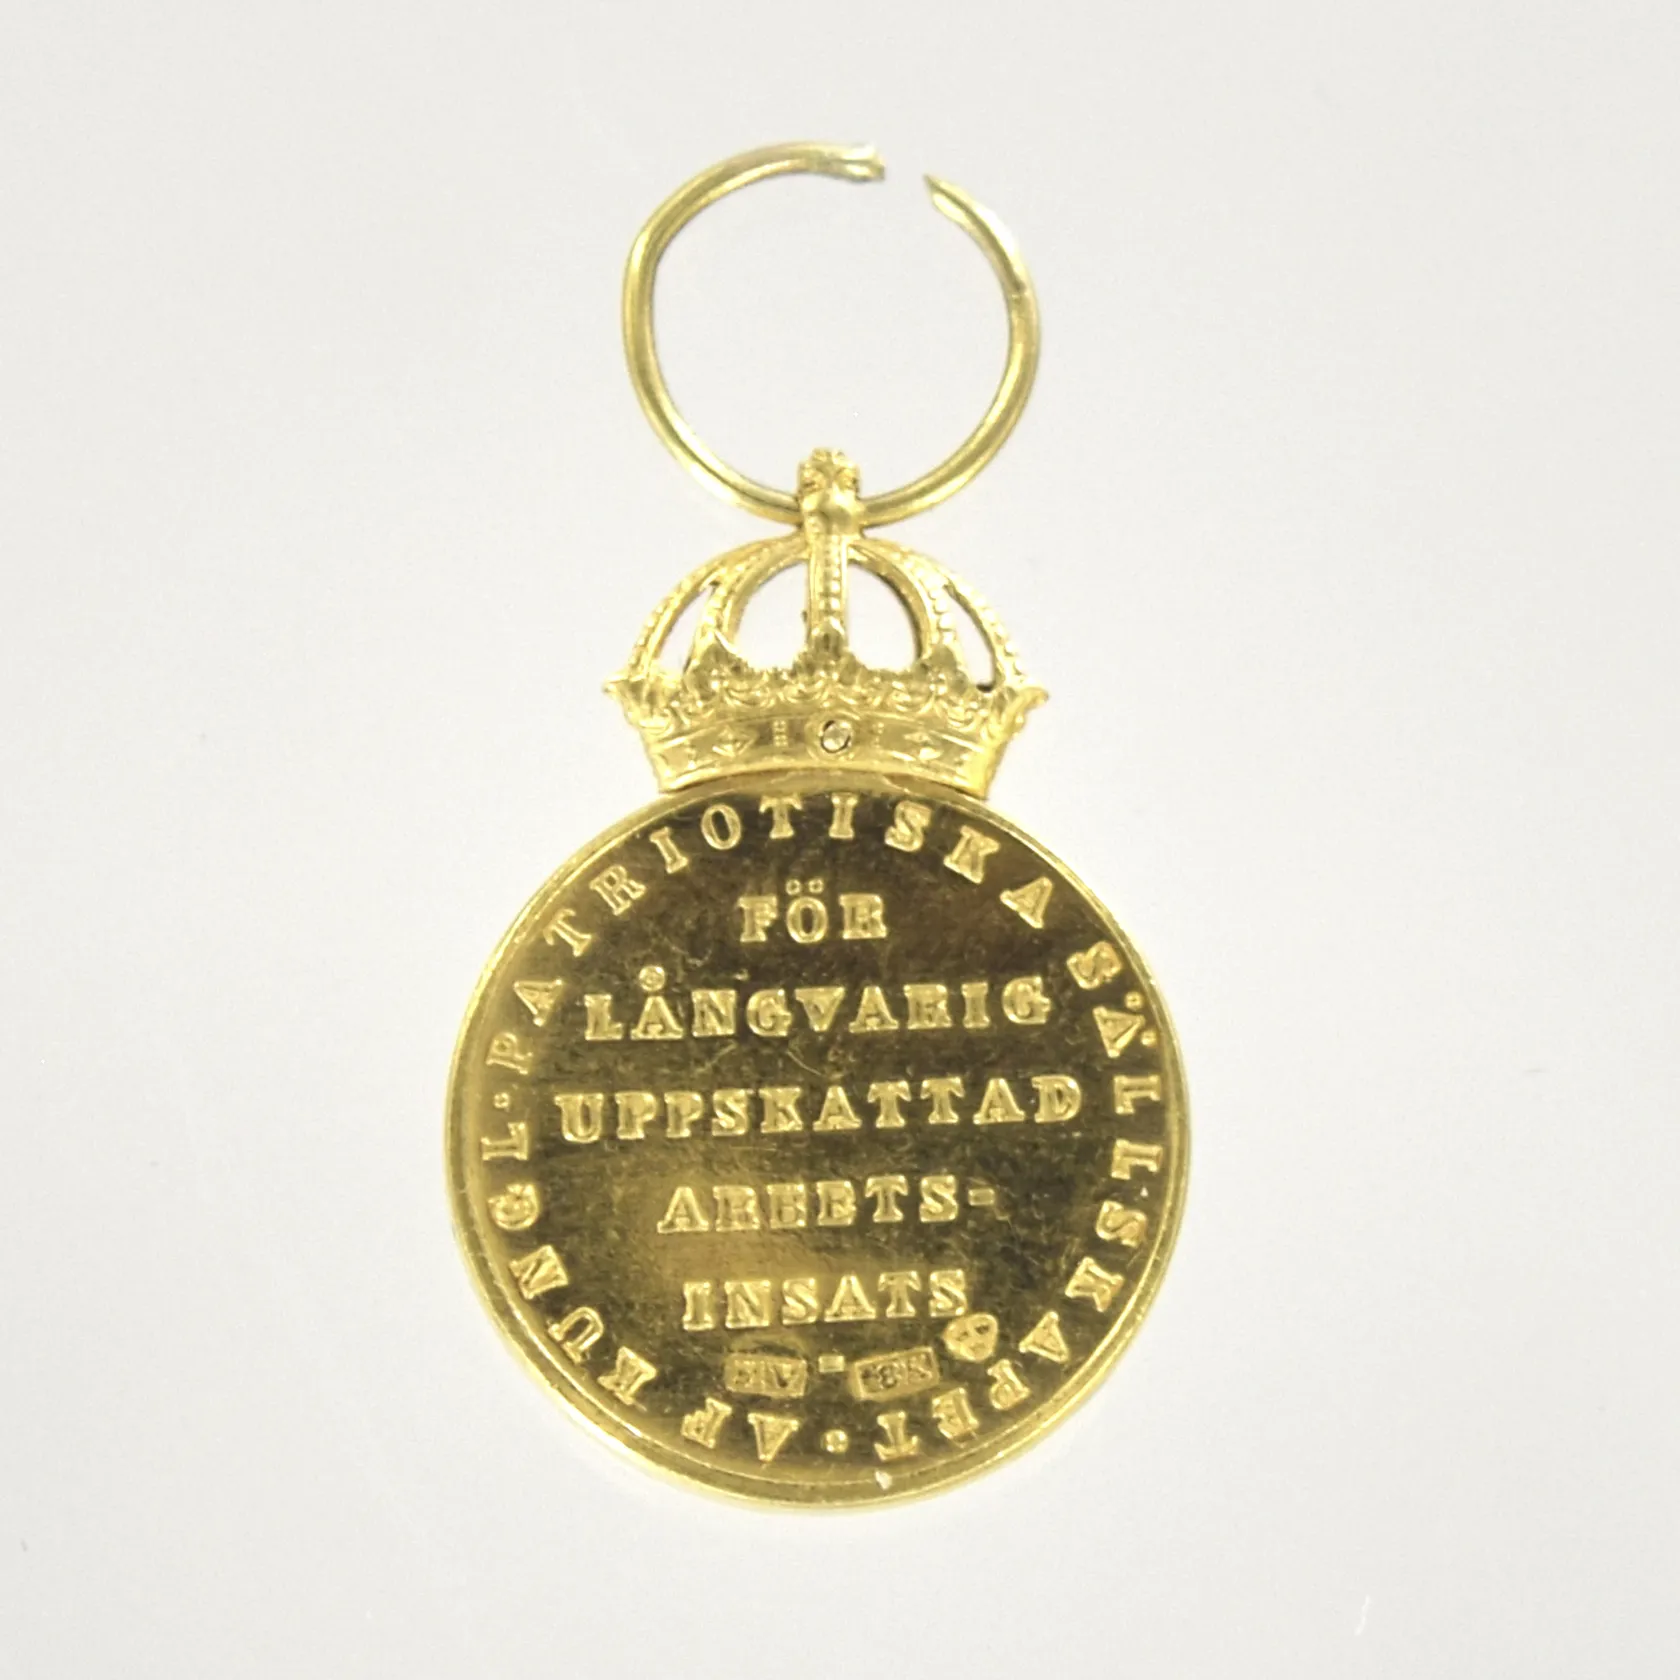 AF KUNGL. PATRIOTISKA SÄLLSKAPET.
FÖR
LÅNGVARIG
UPPSKATTAD
ARBETS-
INSATS